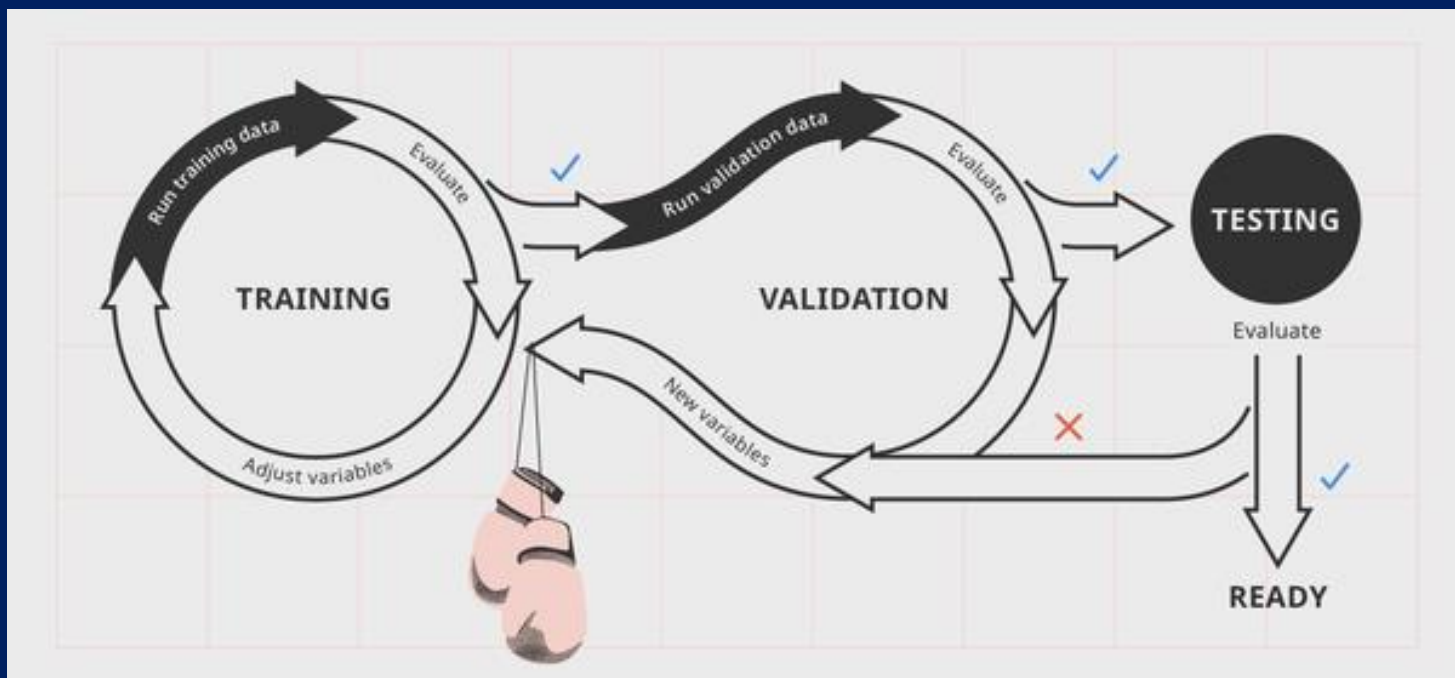 Run training data
Evaluate
TRAINING
Adjust variables
Run validation data
Evaluate
VALIDATION
New variables
TESTING
Evaluate
READY